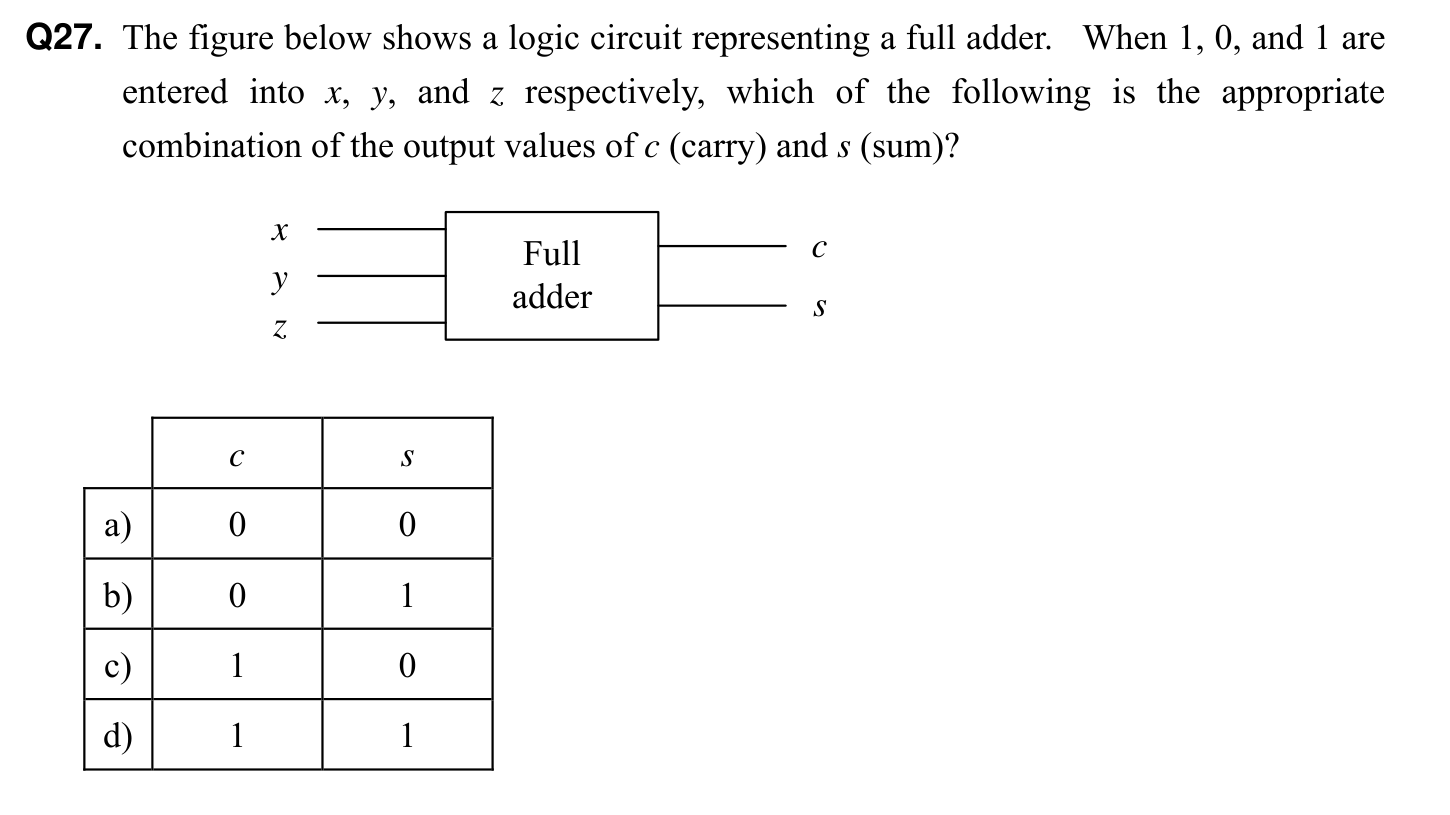 Q27. The figure below shows a logic circuit representing a full adder. When 1, 0, and 1 are
entered into x, y, and z respectively, which of the following is the appropriate
combination of the output values of c (carry) and s (sum)?
x
y
z
Full
adder
c
s
c s
a) 0 0
b) 0 1
c) 1 0
d) 1 1